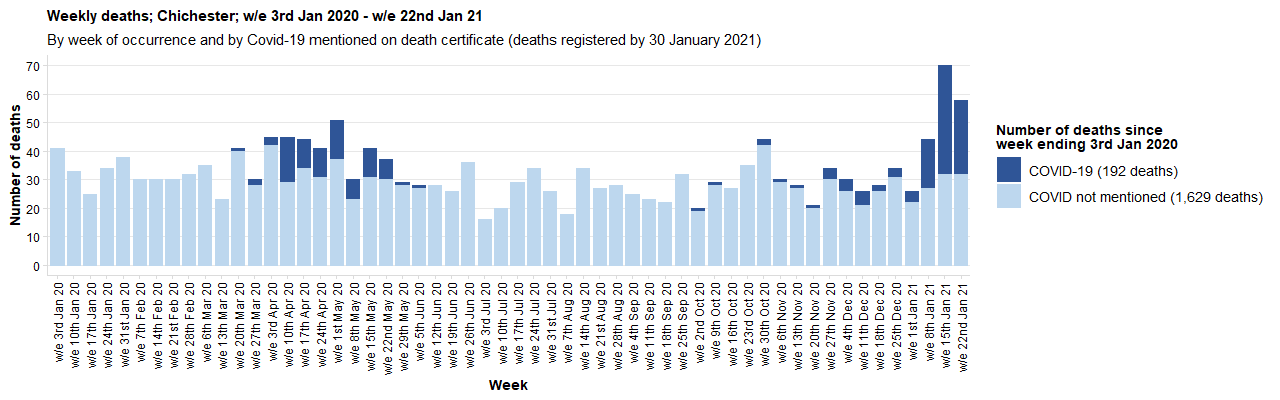 Weekly deaths; Chichester; w/e 3rd Jan 2020 - w/e 22nd Jan 21
By week of occurrence and by Covid-19 mentioned on death certificate (deaths registered by 30 January 2021)
Number of deaths
70
60
50
40
30
20
10
0
w/e 3rd Jan 20
w/e 10th Jan 20
w/e 17th Jan 20
w/e 24th Jan 20
w/e 31st Jan 20
w/e 7th Feb 20
w/e 14th Feb 20
w/e 21st Feb 20
w/e 28th Feb 20
w/e 6th Mar 20
w/e 13th Mar 20
w/e 20th Mar 20
w/e 27th Mar 20
w/e 3rd Apr 20
w/e 10th Apr 20
w/e 17th Apr 20
w/e 24th Apr 20
w/e 1st May 20
w/e 8th May 20
w/e 15th May 20
w/e 22nd May 20
w/e 29th May 20
w/e 5th Jun 20
w/e 12th Jun 20
w/e 19th Jun 20
w/e 26th Jun 20
w/e 3rd Jul 20
w/e 10th Jul 20
w/e 17th Jul 20
w/e 24th Jul 20
w/e 31st Jul 20
w/e 7th Aug 20
w/e 14th Aug 20
w/e 21st Aug 20
w/e 28th Aug 20
w/e 4th Sep 20
w/e 11th Sep 20
w/e 18th Sep 20
w/e 25th Sep 20
w/e 2nd Oct 20
w/e 9th Oct 20
w/e 16th Oct 20
w/e 23rd Oct 20
w/e 30th Oct 20
w/e 6th Nov 20
w/e 13th Nov 20
w/e 20th Nov 20
w/e 27th Nov 20
w/e 4th Dec 20
w/e 11th Dec 20
w/e 18th Dec 20
w/e 25th Dec 20
w/e 1st Jan 21
w/e 8th Jan 21
w/e 15th Jan 21
w/e 22nd Jan 21
Week
Number of deaths since
week ending 3rd Jan 2020
COVID-19 (192 deaths)
COVID not mentioned (1,629 deaths)